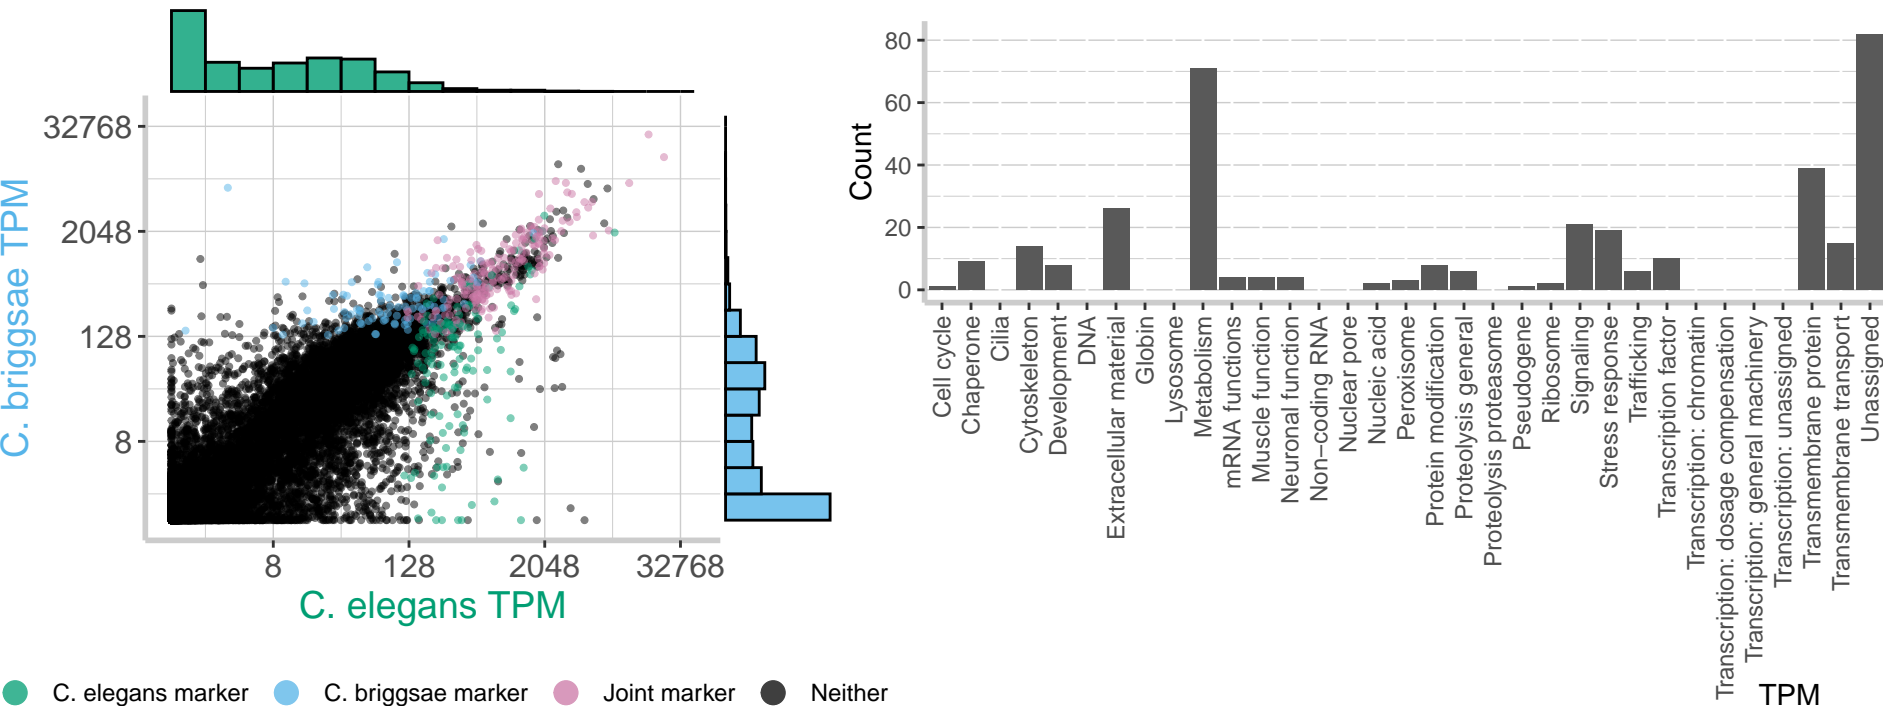 32768
2048
128
8
C. briggsae TPM
8
128
2048
32768
C. elegans TPM
C. elegans marker
C. briggsae marker
Joint marker
Neither
80
60
40
20
0
Count
Cell cycle
Chaperone
Cilia
Cytoskeleton
Development
DNA
Extracellular material
Globin
Lysosome
Metabolism
mRNA functions
Muscle function
Neuronal function
Non−coding RNA
Nuclear pore
Nucleic acid
Peroxisome
Protein modification
Proteolysis general
Proteolysis proteasome
Pseudogene
Ribosome
Signaling
Stress response
Trafficking
Transcription factor
Transcription: chromatin
Transcription: dosage compensation
Transcription: general machinery
Transcription: unassigned
Transmembrane protein
Transmembrane transport
Unassigned
TPM